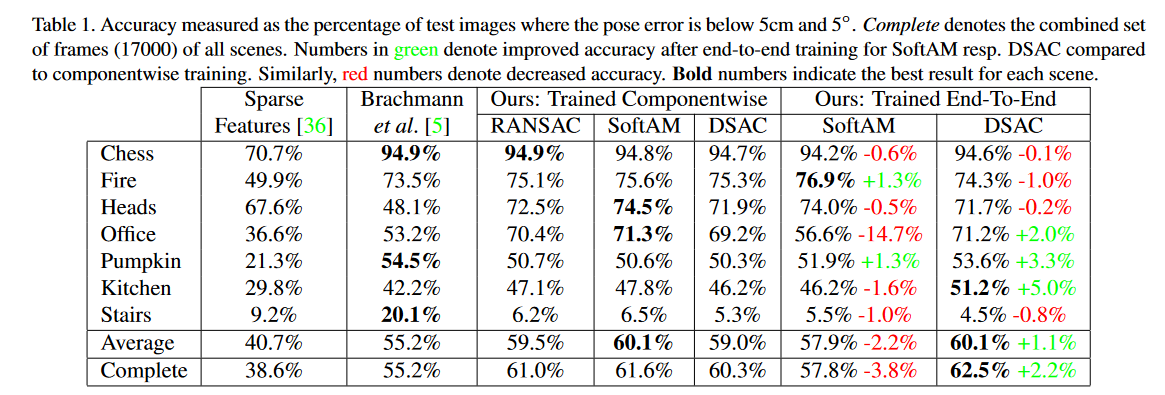 Table 1. Accuracy measured as the percentage of test images where the pose error is below 5cm and 5°. Complete denotes the combined set
of frames (17000) of all scenes. Numbers in green denote improved accuracy after end-to-end training for SoftAM resp. DSAC compared
to componentwise training. Similarly, red numbers denote decreased accuracy. Bold numbers indicate the best result for each scene.
Sparse Brachmann Ours: Trained Componentwise Ours: Trained End-To-End
Features [36] et al. [5] RANSAC SoftAM DSAC SoftAM DSAC
Chess 70.7% 94.9% 94.9% 94.8% 94.7% 94.2% -0.6% 94.6% -0.1%
Fire 49.9% 73.5% 75.1% 75.6% 75.3% 76.9% +1.3% 74.3% -1.0%
Heads 67.6% 48.1% 72.5% 74.5% 71.9% 74.0% -0.5% 71.7% -0.2%
Office 36.6% 53.2% 70.4% 71.3% 69.2% 56.6% -14.7% 71.2% +2.0%
Pumpkin 21.3% 54.5% 50.7% 50.6% 50.3% 51.9% +1.3% 53.6% +3.3%
Kitchen 29.8% 42.2% 47.1% 47.8% 46.2% 46.2% -1.6% 51.2% +5.0%
Stairs 9.2% 20.1% 6.2% 6.5% 5.3% 5.5% -1.0% 4.5% -0.8%
Average 40.7% 55.2% 59.5% 60.1% 59.0% 57.9% -2.2% 60.1% +1.1%
Complete 38.6% 55.2% 61.0% 61.6% 60.3% 57.8% -3.8% 62.5% +2.2%